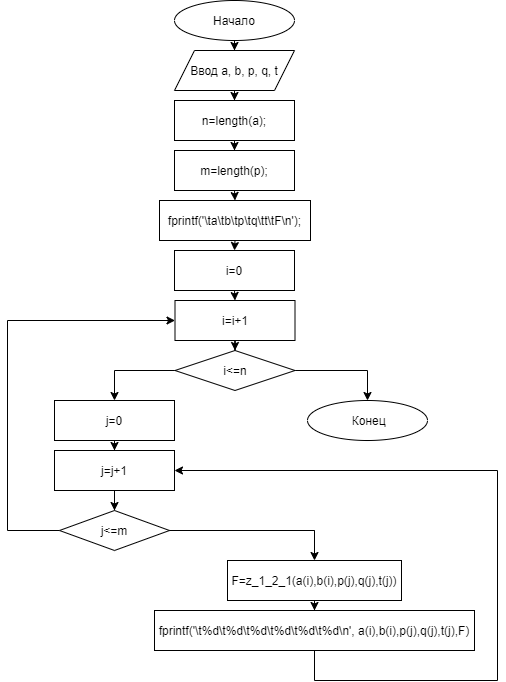 Начало
Ввод a, b, p, q, t
n=length(a);
m=length(p);
fprintf('\ta\tb\tp\tq\tt\tF\n');
i=0
i=i+1
i<=n
j=0
Конец
j=j+1
j<=m
F=z_1_2_1(a(i),b(i),p(j),q(j),t(j))
fprintf('\t%d\t%d\t%d\t%d\t%d\t%d\n', a(i),b(i),p(j),q(j),t(j),F)